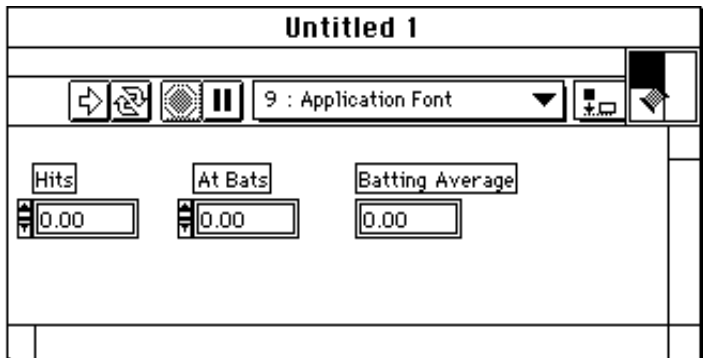 Untitled 1
9 : Application Font
Hits At Bats Batting Average
0.00 0.00 0.00